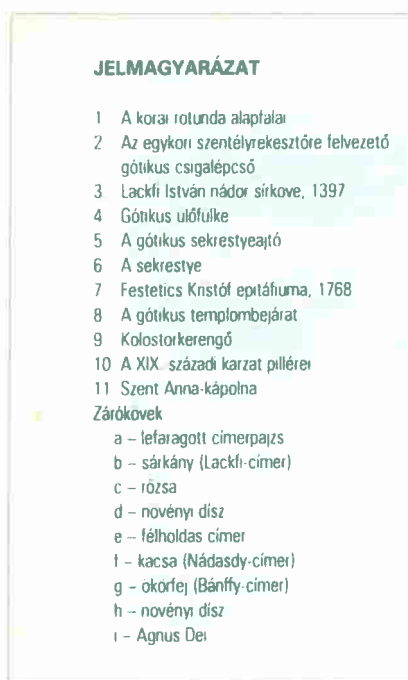 JELMAGYARÁZAT
1 A korai rotunda alapfalai
2 Az egykori szentélyrekesztőre felvezető
gótikus csigalépcső
3 Lackfi István nádor sírköve, 1397
4 Gótikus ülőfülke
5 A gótikus sekrestyeajtó
6 A sekrestye
7 Festetics Kristóf epitáfiuma, 1768
8 A gótikus templombejárat
9 Kolostorkerengő
10 A XIX. századi karzat pillérei
11 Szent Anna-kápolna
Zárókövek
a – lefaragott címerpajzs
b – sárkány (Lackfi-címer)
c – rózsa
d – növényi dísz
e – félholdas címer
f – kacsa (Nádasdy-címer)
g – ökörfej (Bánffy-címer)
h – növényi dísz
i – Agnus Dei